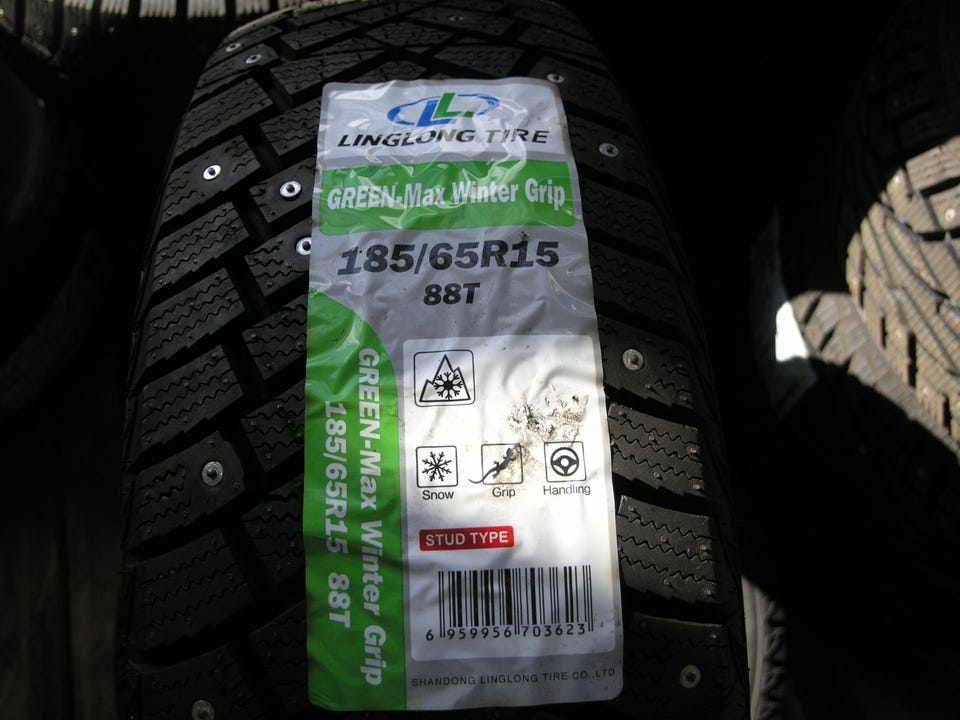 LINGLONG TIRE
GREEN-Max Winter Grip
185/65R15
88T
GREEN-Max Winter Grip
185/65R15 88T
Snow
Grip
Handling
STUD TYPE
6 959956 703623
SHANDONG LINGLONG TIRE CO.,LTD